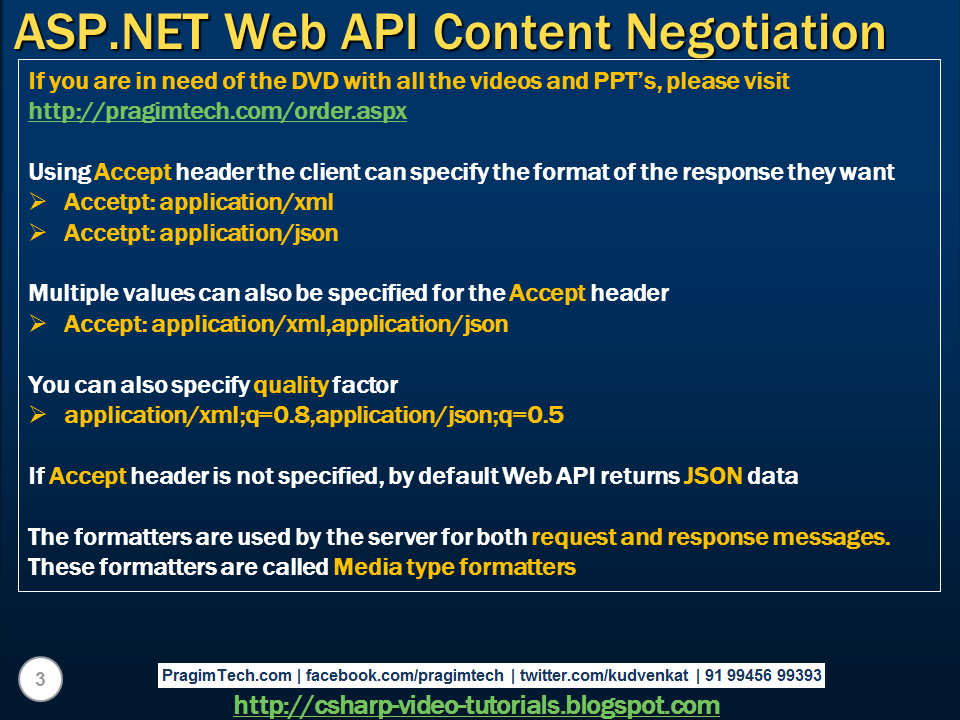 ASP.NET Web API Content Negotiation
If you are in need of the DVD with all the videos and PPT's, please visit
http://pragimtech.com/order.aspx
Using Accept header the client can specify the format of the response they want
Accetpt: application/xml
Accetpt: application/json
Multiple values can also be specified for the Accept header
Accept: application/xml,application/json
You can also specify quality factor
application/xml;q=0.8,application/json;q=0.5
If Accept header is not specified, by default Web API returns JSON data
The formatters are used by the server for both request and response messages.
These formatters are called Media type formatters
3
PragimTech.com | facebook.com/pragimtech | twitter.com/kudvenkat | 91 99456 99393
http://csharp-video-tutorials.blogspot.com